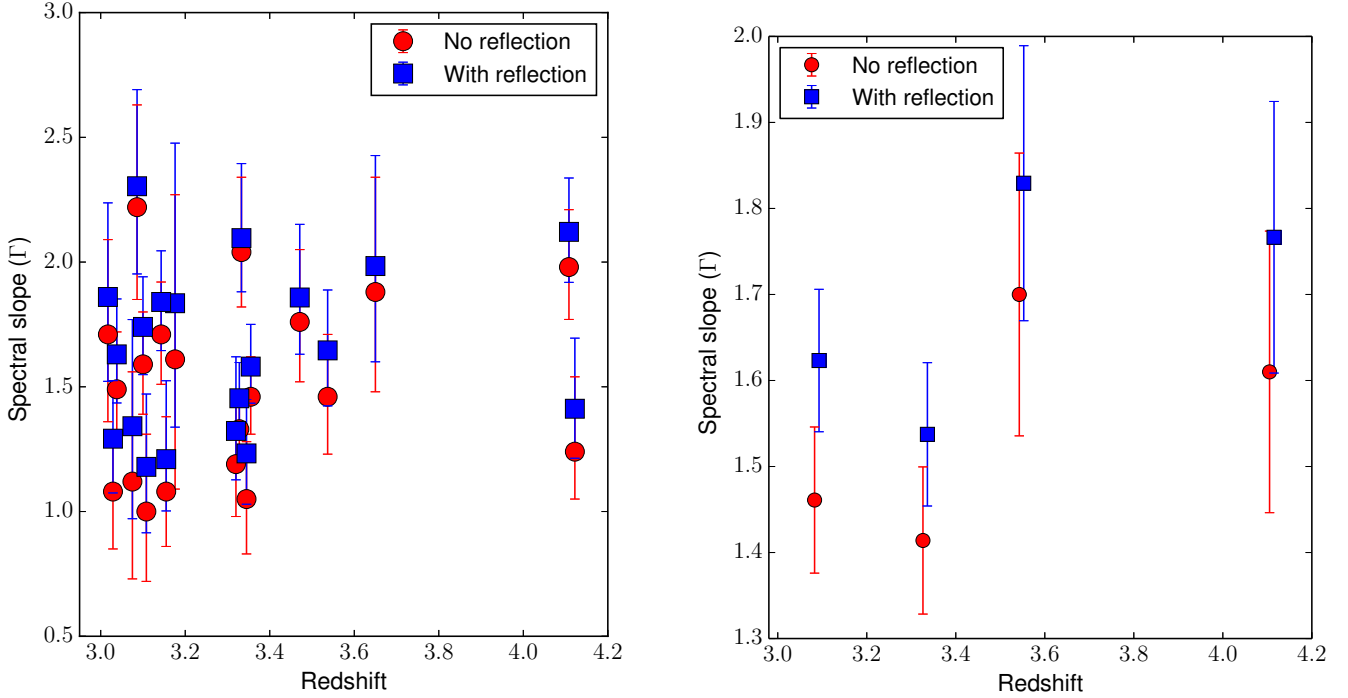 3.0
2.5
2.0
1.5
1.0
0.5
Spectral slope (Γ)
No reflection
With reflection
3.0 3.2 3.4 3.6 3.8 4.0 4.2
Redshift
2.0
1.9
1.8
1.7
1.6
1.5
1.4
1.3
Spectral slope (Γ)
No reflection
With reflection
3.0 3.2 3.4 3.6 3.8 4.0 4.2
Redshift